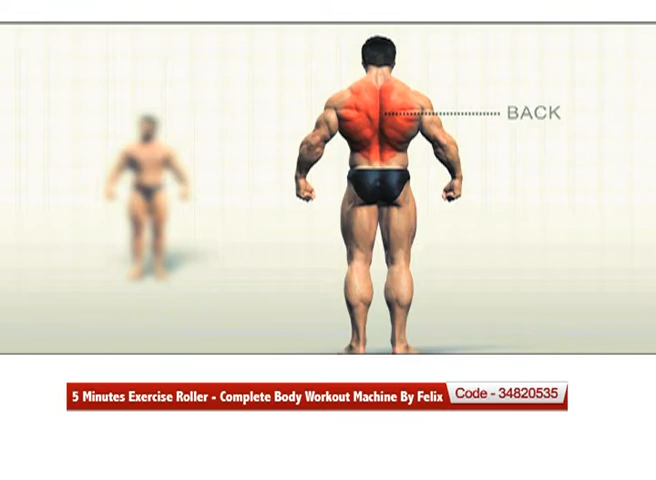 BACK
5 Minutes Exercise Roller - Complete Body Workout Machine By Felix
Code - 34820535